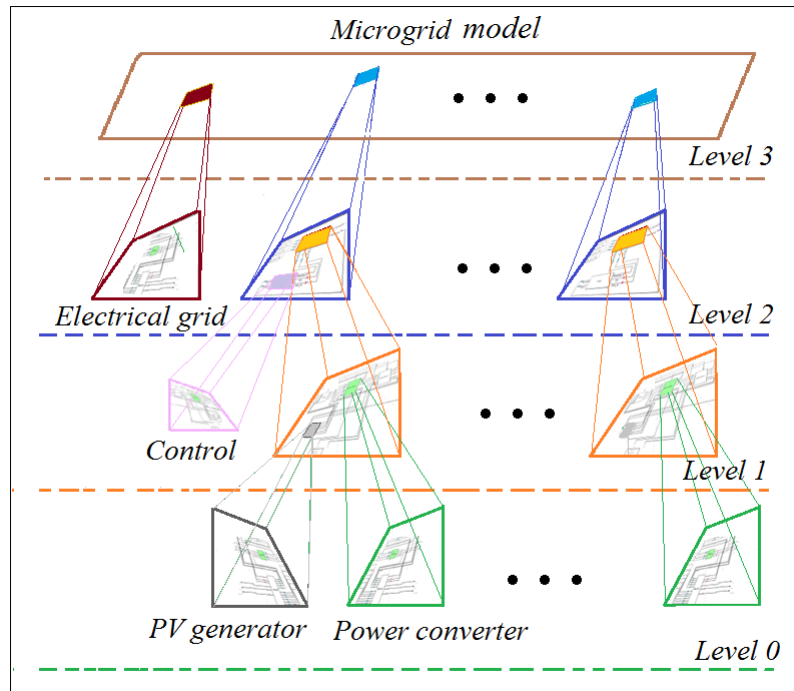 Microgrid model
Level 3
Electrical grid
Level 2
Control
Level 1
PV generator
Power converter
Level 0